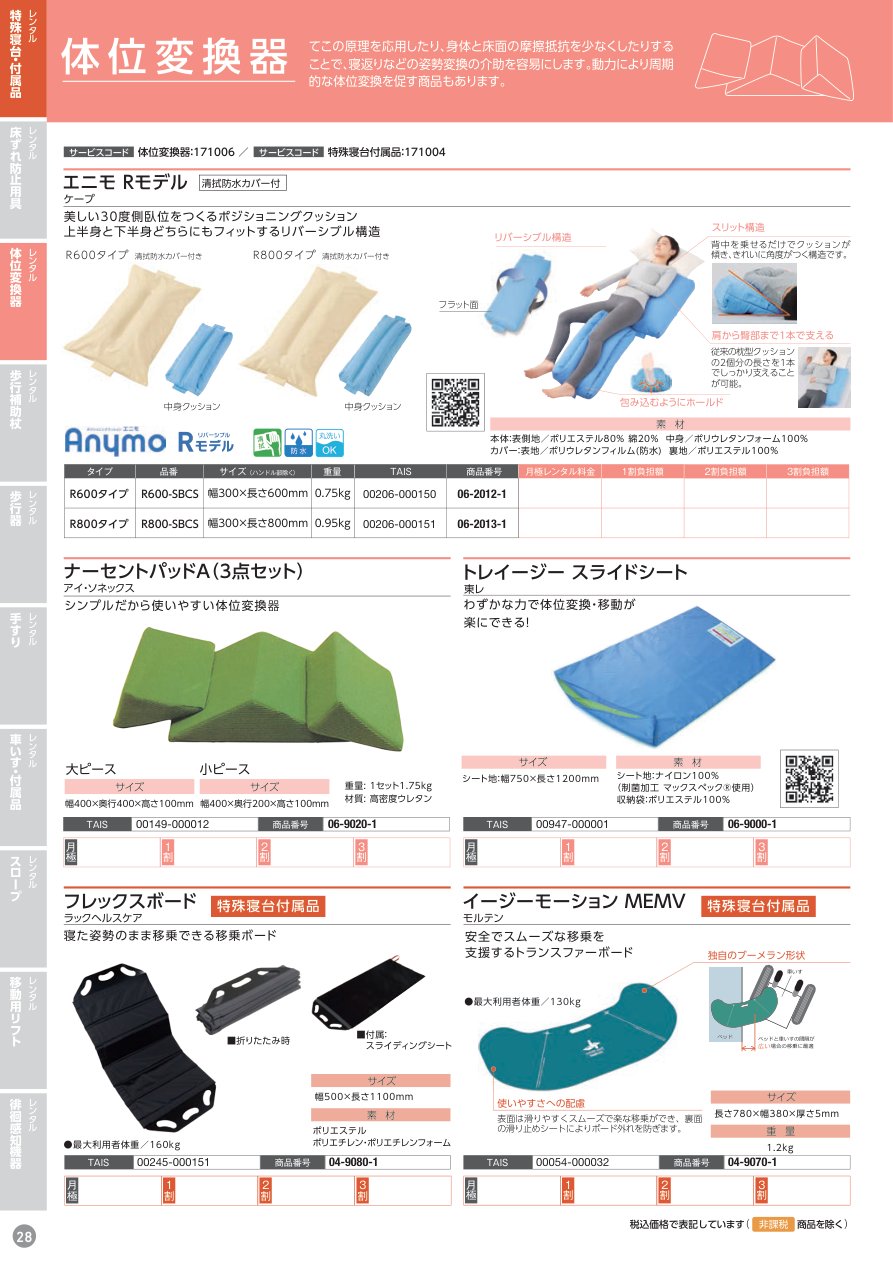 レンタル
特殊寝台・付属品
レンタル
床ずれ防止用具
レンタル
体位変換器
レンタル
歩行補助杖
レンタル
歩行器
レンタル
手すり
レンタル
車いす・付属品
レンタル
スロープ
レンタル
移動用リフト
レンタル
徘徊感知機器
体位変換器
てこの原理を応用したり、身体と床面の摩擦抵抗を少なくしたりする
ことで、寝返りなどの姿勢変換の介助を容易にします。動力により周期
的な体位変換を促す商品もあります。
サービスコード 体位変換器:171006 ／ サービスコード 特殊寝台付属品:171004
エニモ Rモデル 清拭防水カバー付
ケープ
美しい30度側臥位をつくるポジショニングクッション
上半身と下半身どちらにもフィットするリバーシブル構造
R600タイプ 清拭防水カバー付き
R800タイプ 清拭防水カバー付き
中身クッション
中身クッション
リバーシブル構造
フラット面
スリット構造
背中を乗せるだけでクッションが
傾き、きれいに角度がつく構造です。
肩から臀部まで1本で支える
従来の枕型クッション
の2個分の長さを1本
でしっかり支えること
が可能。
包み込むようにホールド
ポジショニングクッション エニモ
Anymo R リバーシブル モデル
清拭
防水
丸洗い OK
素 材
本体:表側地／ポリエステル80% 綿20% 中身／ポリウレタンフォーム100%
カバー:表地／ポリウレタンフィルム(防水) 裏地／ポリエステル100%
タイプ 品番 サイズ（ハンドル部除く） 重量 TAIS 商品番号 月極レンタル料金 1割負担額 2割負担額 3割負担額
R600タイプ R600-SBCS 幅300×長さ600mm 0.75kg 00206-000150 06-2012-1
R800タイプ R800-SBCS 幅300×長さ800mm 0.95kg 00206-000151 06-2013-1
ナーセントパッドA（3点セット）
アイ・ソネックス
シンプルだから使いやすい体位変換器
大ピース
サイズ
幅400×奥行400×高さ100mm
小ピース
サイズ
幅400×奥行200×高さ100mm
重量: 1セット1.75kg
材質: 高密度ウレタン
TAIS 00149-000012 商品番号 06-9020-1
月極 1割 2割 3割
トレイージー スライドシート
東レ
わずかな力で体位変換・移動が
楽にできる!
サイズ
シート地:幅750×長さ1200mm
素 材
シート地:ナイロン100%
（制菌加工 マックスペック®使用）
収納袋:ポリエステル100%
TAIS 00947-000001 商品番号 06-9000-1
月極 1割 2割 3割
フレックスボード 特殊寝台付属品
ラックヘルスケア
寝た姿勢のまま移乗できる移乗ボード
■折りたたみ時
■付属:
スライディングシート
サイズ
幅500×長さ1100mm
素 材
ポリエステル
ポリエチレン・ポリエチレンフォーム
●最大利用者体重／160kg
TAIS 00245-000151 商品番号 04-9080-1
月極 1割 2割 3割
イージーモーション MEMV 特殊寝台付属品
モルテン
安全でスムーズな移乗を
支援するトランスファーボード
●最大利用者体重／130kg
独自のブーメラン形状
車いす
ベッド
ベッドと車いすの間隔が
広い場合の移乗に最適
使いやすさへの配慮
表面は滑りやすくスムーズで楽な移乗ができ、裏面
の滑り止めシートによりボード外れを防ぎます。
サイズ
長さ780×幅380×厚さ5mm
重 量
1.2kg
TAIS 00054-000032 商品番号 04-9070-1
月極 1割 2割 3割
税込価格で表記しています（ 非課税 商品を除く）
28